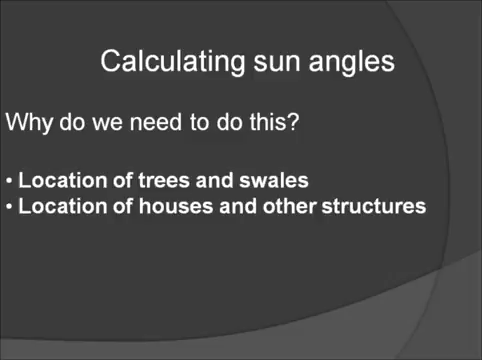 Calculating sun angles
Why do we need to do this?
• Location of trees and swales
• Location of houses and other structures